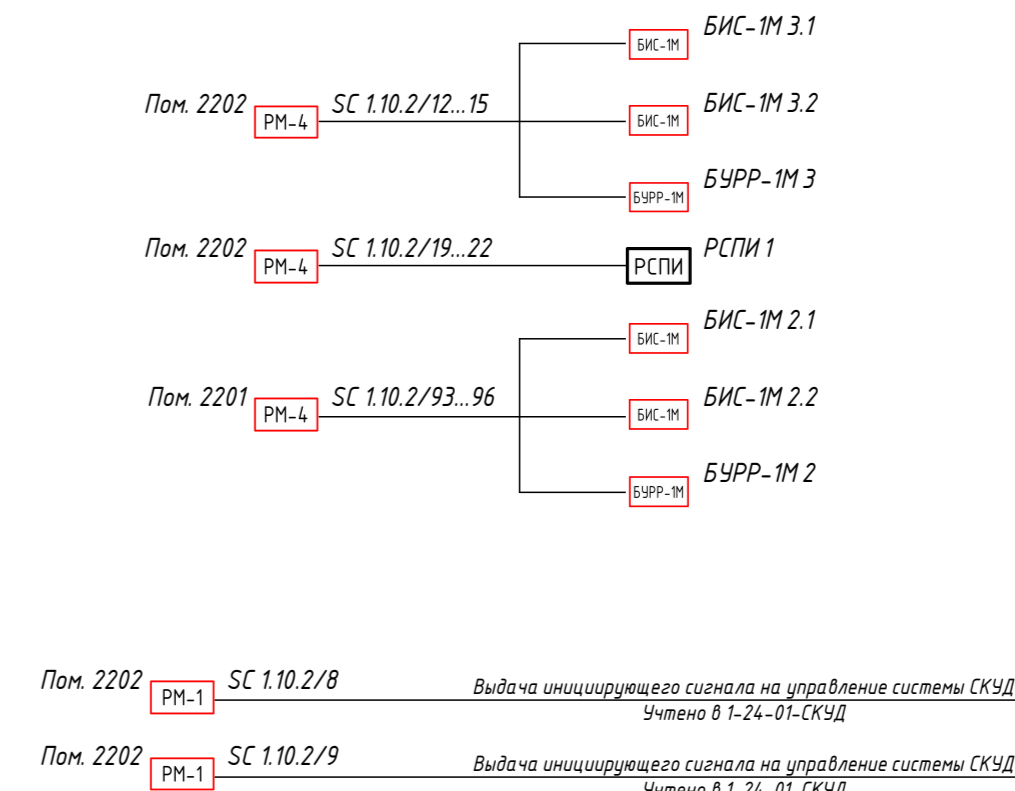 БИС-1М 3.1
БИС-1М
Пом. 2202 РМ-4 SC 1.10.2/12...15
БИС-1М БИС-1М 3.2
БУРР-1М БУРР-1М 3
Пом. 2202 РМ-4 SC 1.10.2/19...22 РСПИ РСПИ 1
БИС-1М БИС-1М 2.1
Пом. 2201 РМ-4 SC 1.10.2/93...96
БИС-1М БИС-1М 2.2
БУРР-1М БУРР-1М 2
Пом. 2202 РМ-1 SC 1.10.2/8
Выдача инициирующего сигнала на управление системы СКУД
Учтено в 1-24-01-СКУД
Пом. 2202 РМ-1 SC 1.10.2/9
Выдача инициирующего сигнала на управление системы СКУД
Учтено в 1-24-01-СКУД